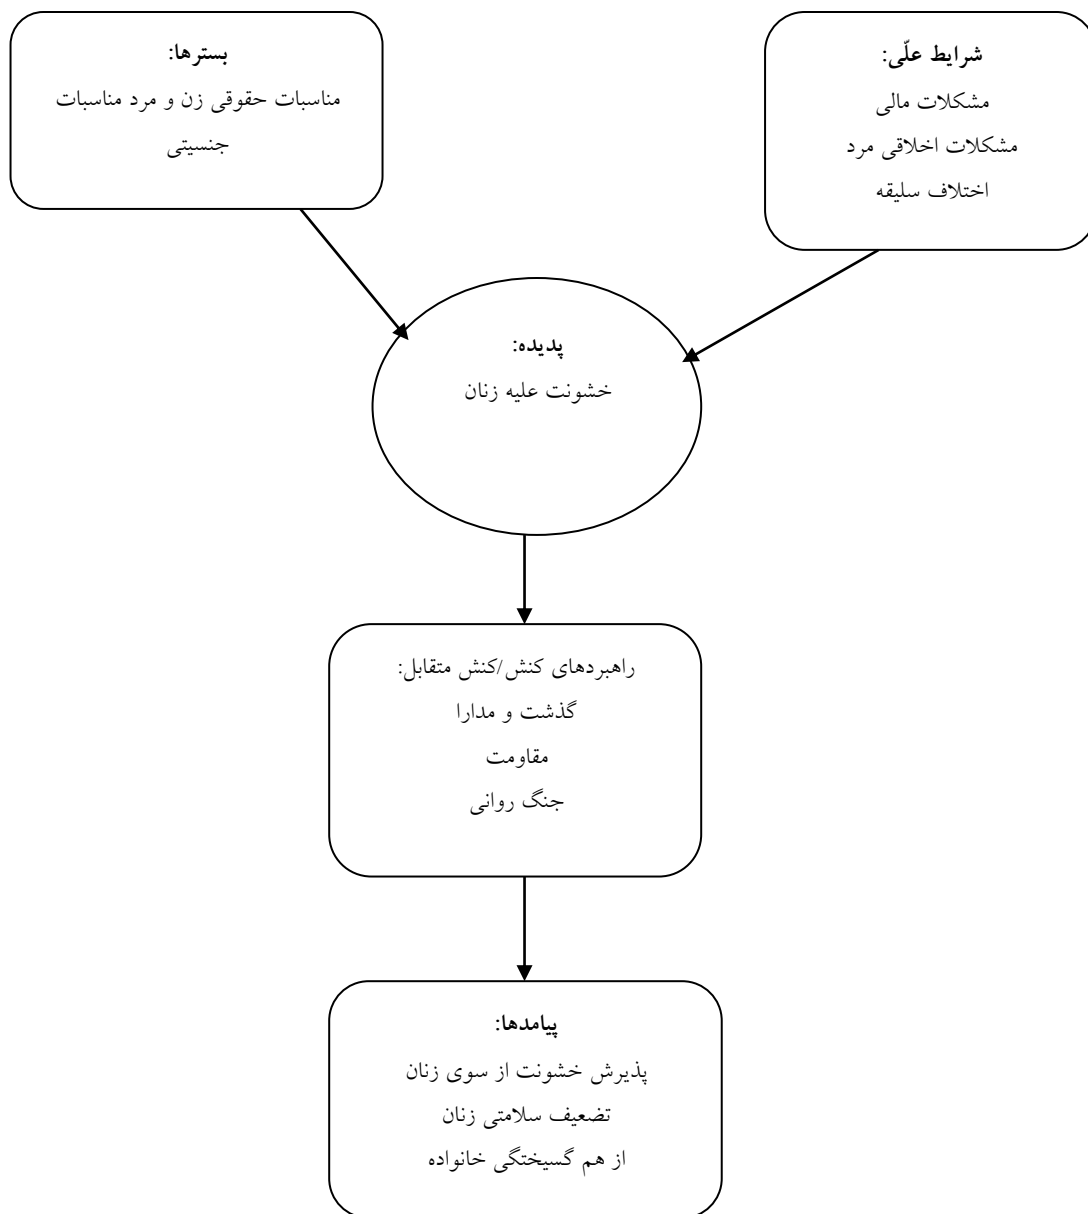 شرایط علّی:
مشکلات مالی
مشکلات اخلاقی مرد
اختلاف سلیقه
بسترها:
مناسبات حقوقی زن و مرد مناسبات
جنسیتی
پدیده:
خشونت علیه زنان
راهبردهای کنش/کنش متقابل:
گذشت و مدارا
مقاومت
جنگ روانی
پیامدها:
پذیرش خشونت از سوی زنان
تضعیف سلامتی زنان
از هم گسیختگی خانواده